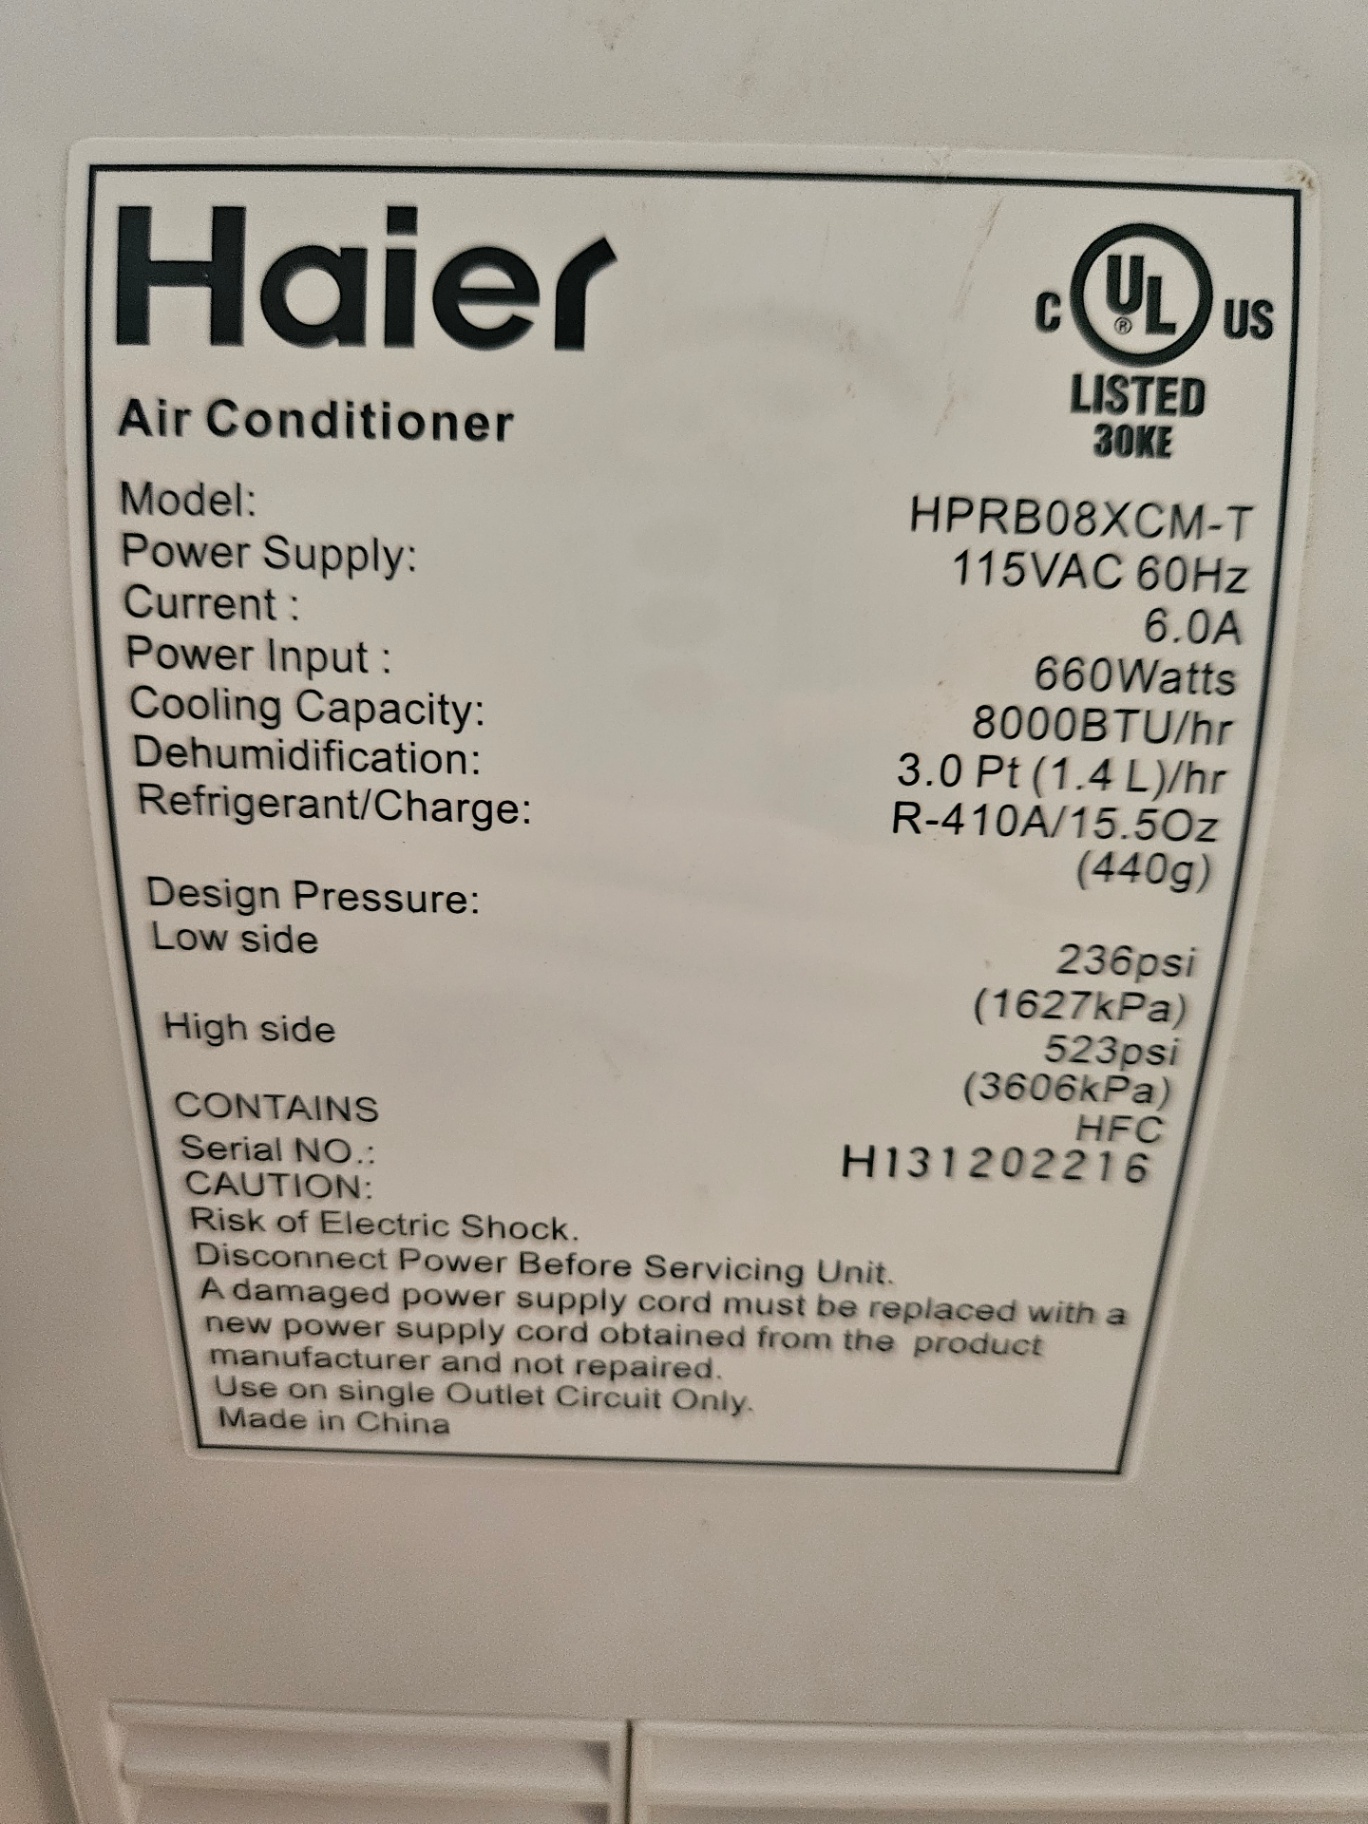 Haier
C UL® US
LISTED
30KE
Air Conditioner
Model: HPRB08XCM-T
Power Supply: 115VAC 60Hz
Current : 6.0A
Power Input : 660Watts
Cooling Capacity: 8000BTU/hr
Dehumidification: 3.0 Pt (1.4 L)/hr
Refrigerant/Charge: R-410A/15.5Oz
(440g)
Design Pressure:
Low side 236psi
(1627kPa)
High side 523psi
(3606kPa)
CONTAINS HFC
Serial NO.: H131202216
CAUTION:
Risk of Electric Shock.
Disconnect Power Before Servicing Unit.
A damaged power supply cord must be replaced with a
new power supply cord obtained from the product
manufacturer and not repaired.
Use on single Outlet Circuit Only.
Made in China